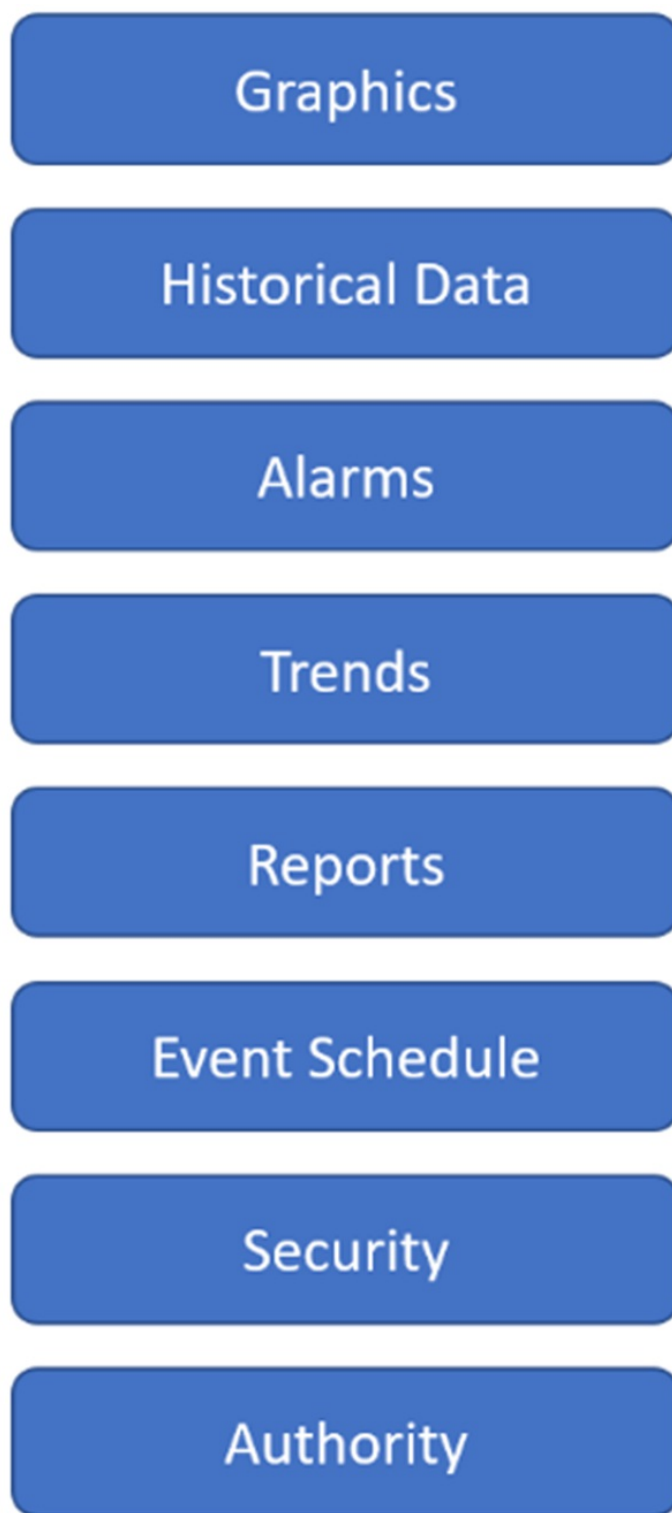 Graphics
Historical Data
Alarms
Trends
Reports
Event Schedule
Security
Authority